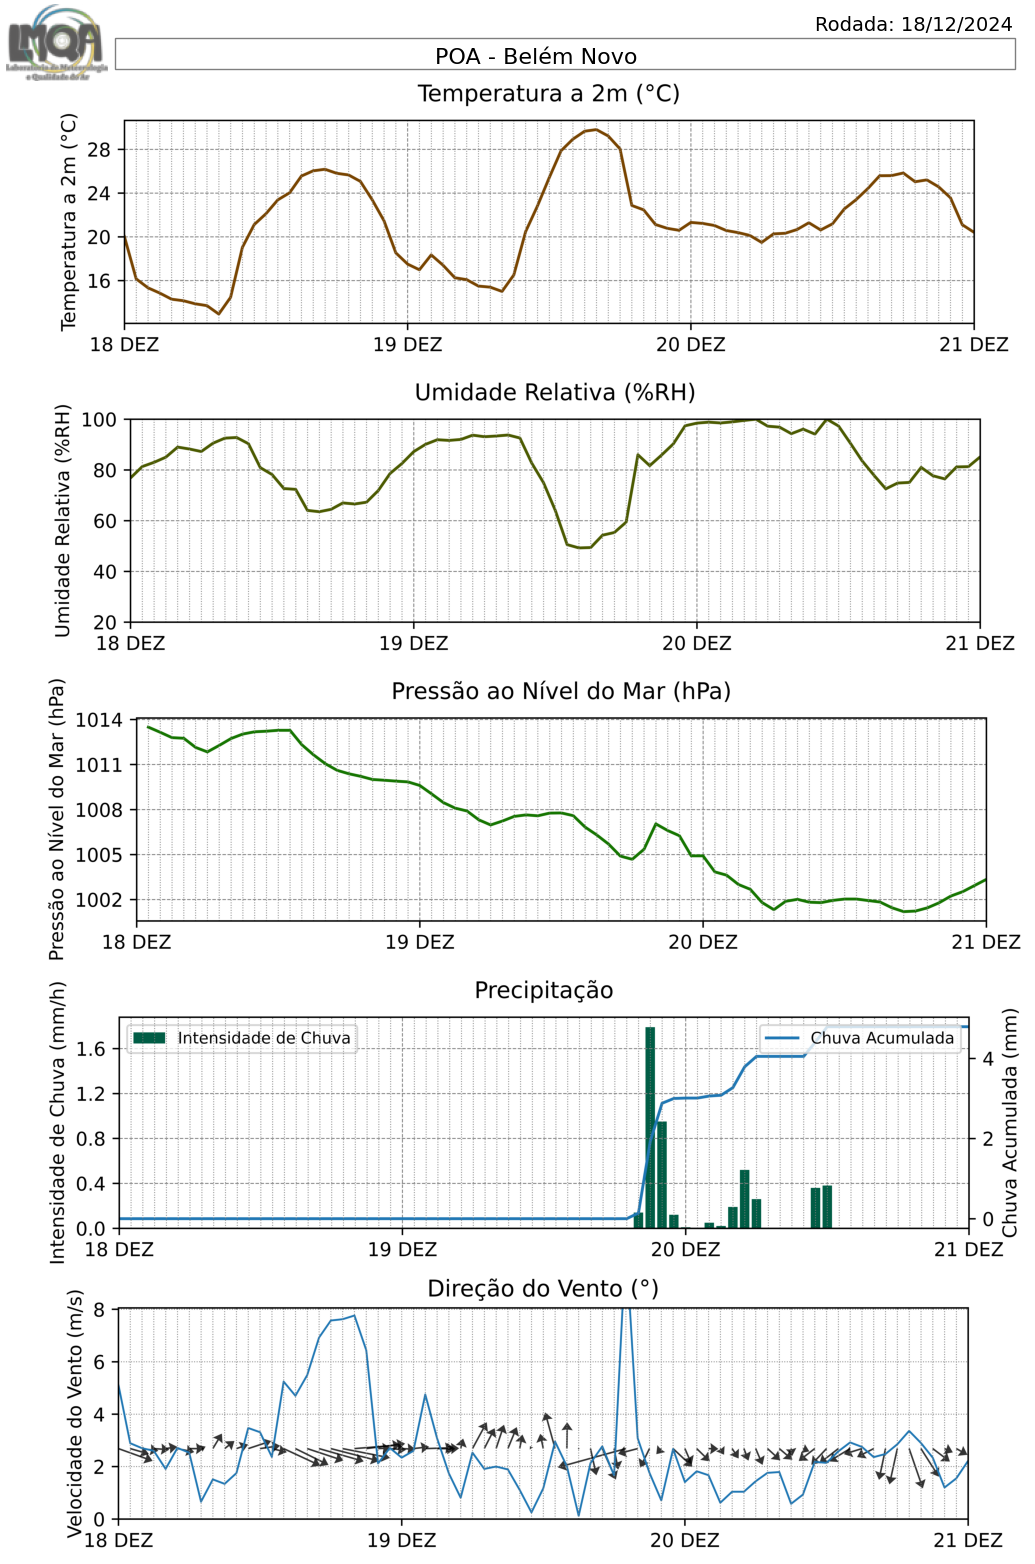 LMQA
Laboratório de Meteorologia
e Qualidade do Ar
Rodada: 18/12/2024
POA - Belém Novo
Temperatura a 2m (°C)
Temperatura a 2m (°C)
28
24
20
16
18 DEZ 19 DEZ 20 DEZ 21 DEZ
Umidade Relativa (%RH)
Umidade Relativa (%RH)
100
80
60
40
20
18 DEZ 19 DEZ 20 DEZ 21 DEZ
Pressão ao Nível do Mar (hPa)
Pressão ao Nível do Mar (hPa)
1014
1011
1008
1005
1002
18 DEZ 19 DEZ 20 DEZ 21 DEZ
Precipitação
Intensidade de Chuva (mm/h)
Intensidade de Chuva
Chuva Acumulada
1.6
1.2
0.8
0.4
0.0
4
2
0
Chuva Acumulada (mm)
18 DEZ 19 DEZ 20 DEZ 21 DEZ
Direção do Vento (°)
Velocidade do Vento (m/s)
8
6
4
2
0
18 DEZ 19 DEZ 20 DEZ 21 DEZ